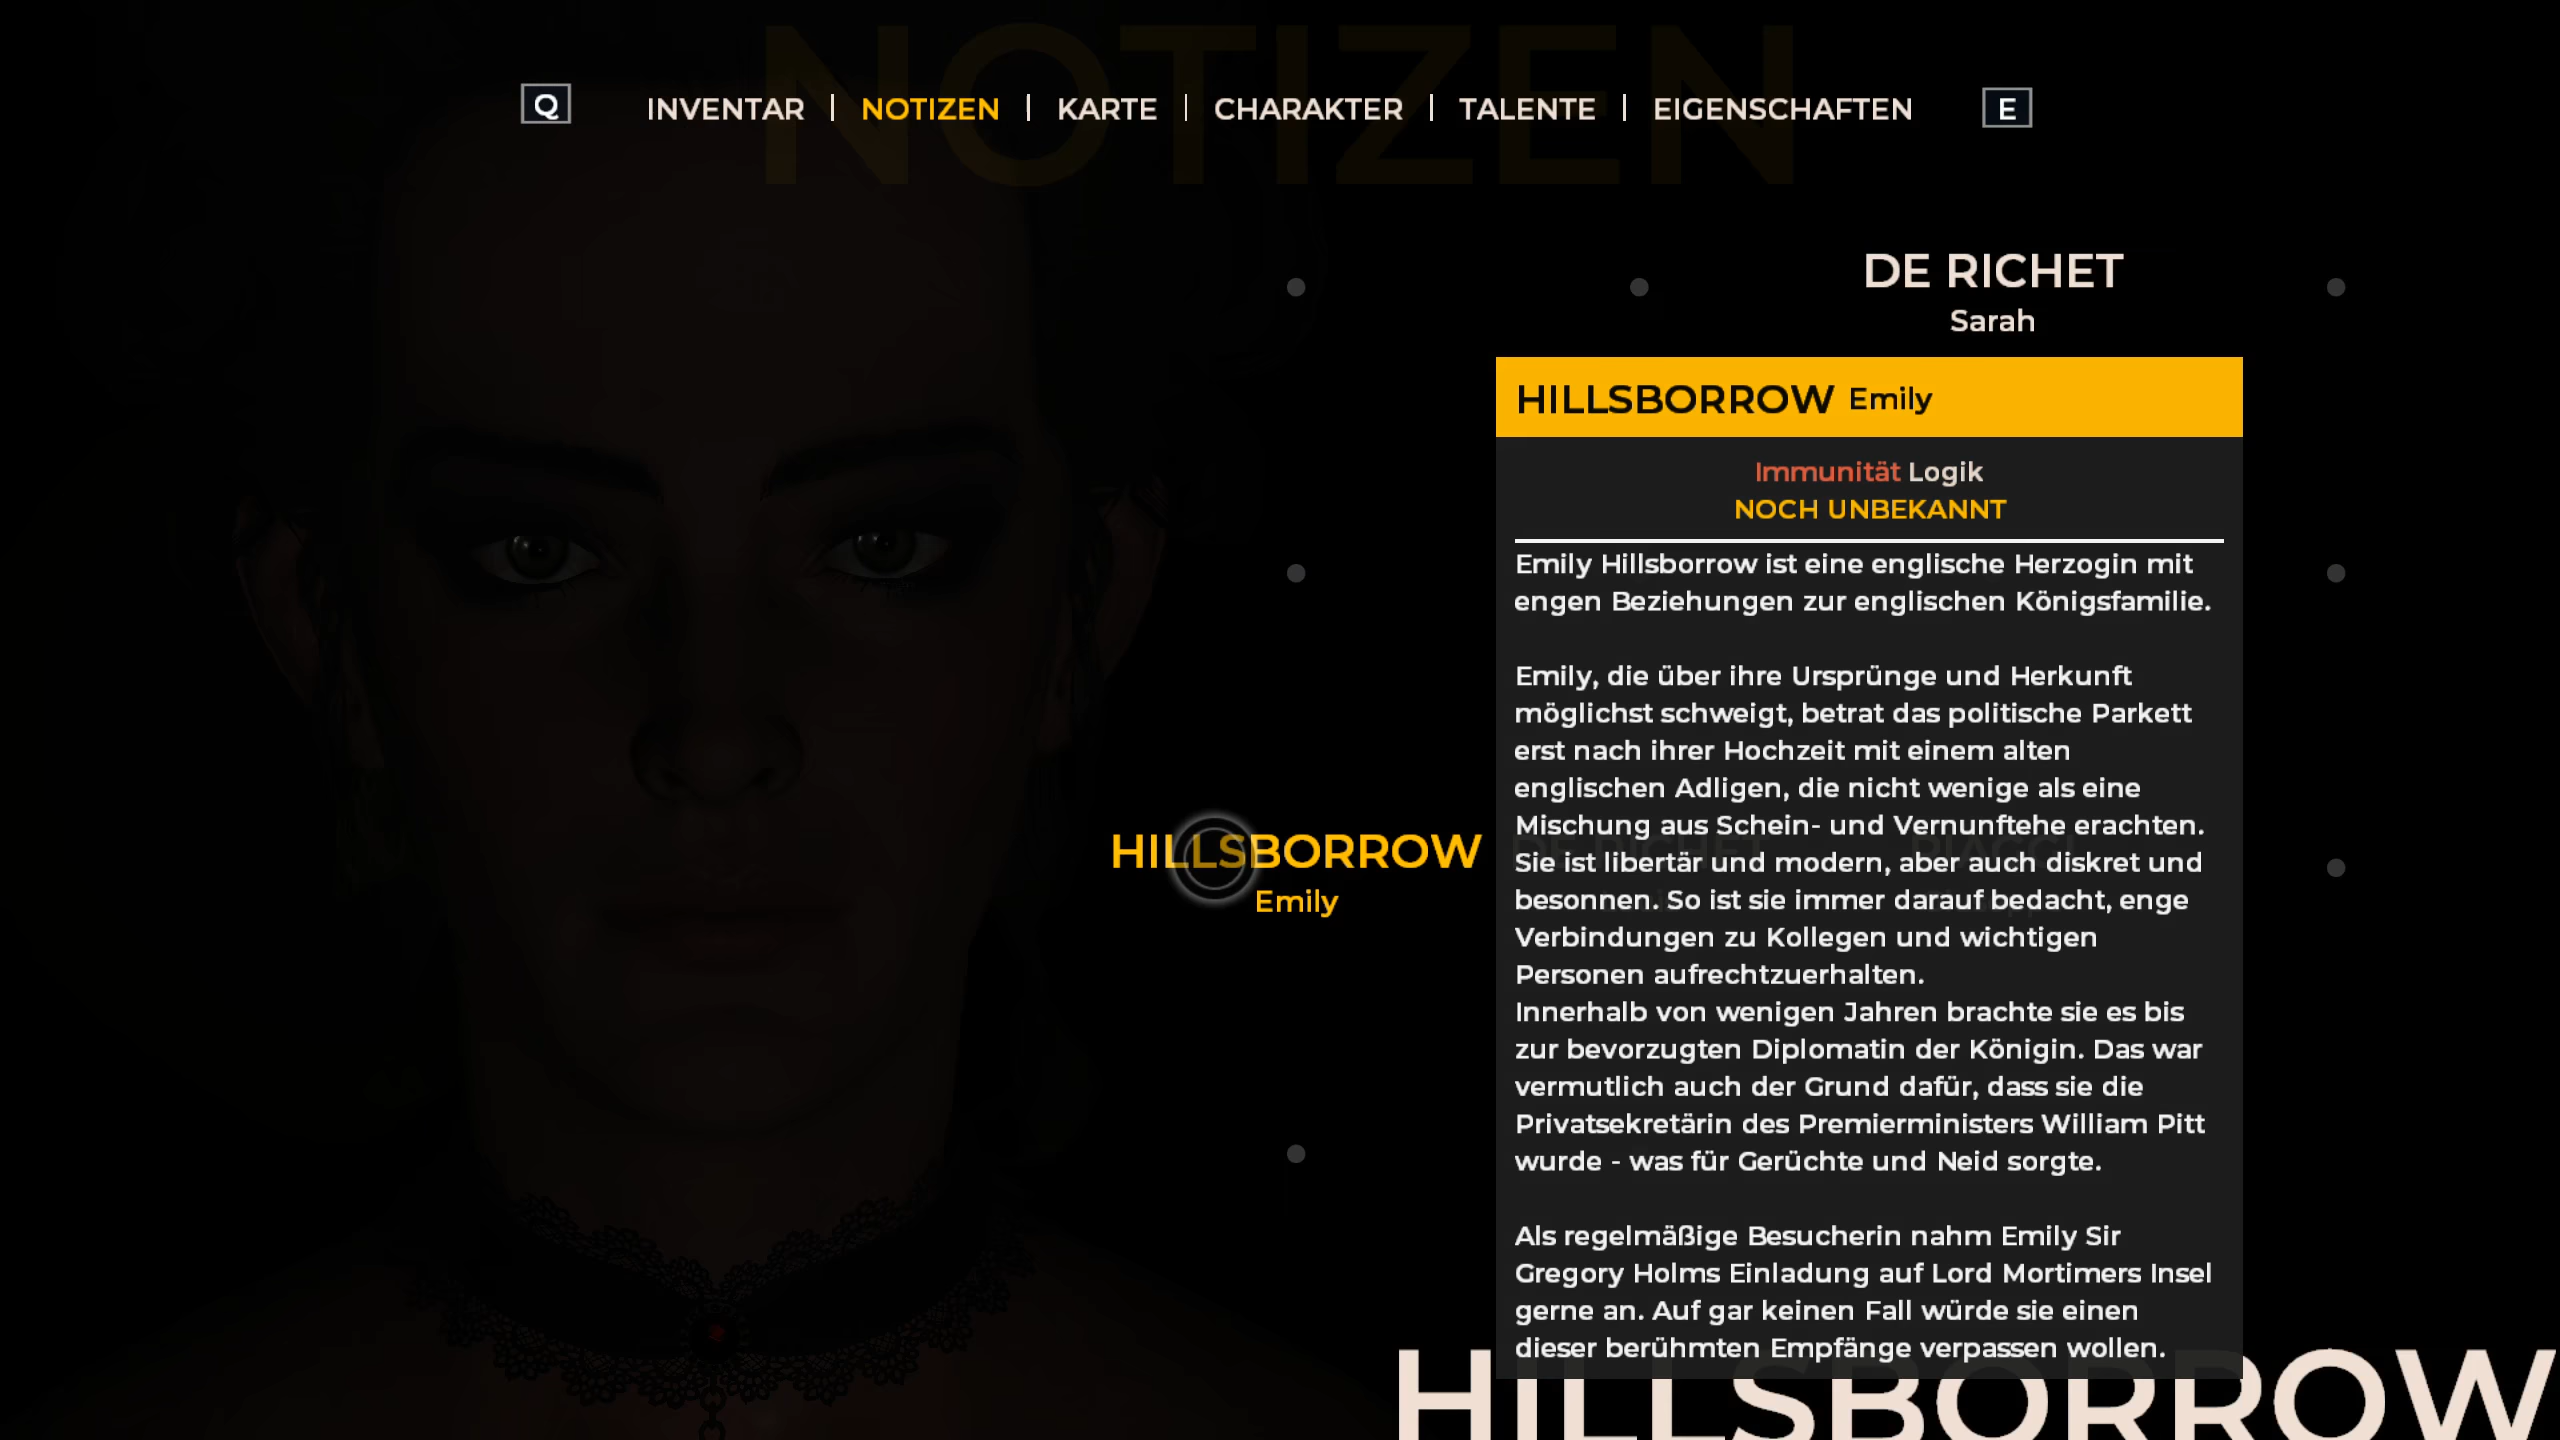 NOTIZEN
Q INVENTAR | NOTIZEN | KARTE | CHARAKTER | TALENTE | EIGENSCHAFTEN E
DE RICHET
Sarah
HILLSBORROW Emily
Immunität Logik
NOCH UNBEKANNT
Emily Hillsborrow ist eine englische Herzogin mit
engen Beziehungen zur englischen Königsfamilie.
Emily, die über ihre Ursprünge und Herkunft
möglichst schweigt, betrat das politische Parkett
erst nach ihrer Hochzeit mit einem alten
englischen Adligen, die nicht wenige als eine
Mischung aus Schein- und Vernunftehe erachten.
Sie ist libertär und modern, aber auch diskret und
besonnen. So ist sie immer darauf bedacht, enge
Verbindungen zu Kollegen und wichtigen
Personen aufrechtzuerhalten.
Innerhalb von wenigen Jahren brachte sie es bis
zur bevorzugten Diplomatin der Königin. Das war
vermutlich auch der Grund dafür, dass sie die
Privatsekretärin des Premierministers William Pitt
wurde - was für Gerüchte und Neid sorgte.
Als regelmäßige Besucherin nahm Emily Sir
Gregory Holms Einladung auf Lord Mortimers Insel
gerne an. Auf gar keinen Fall würde sie einen
dieser berühmten Empfänge verpassen wollen.
HILLSBORROW
Emily
HILLSBORROW